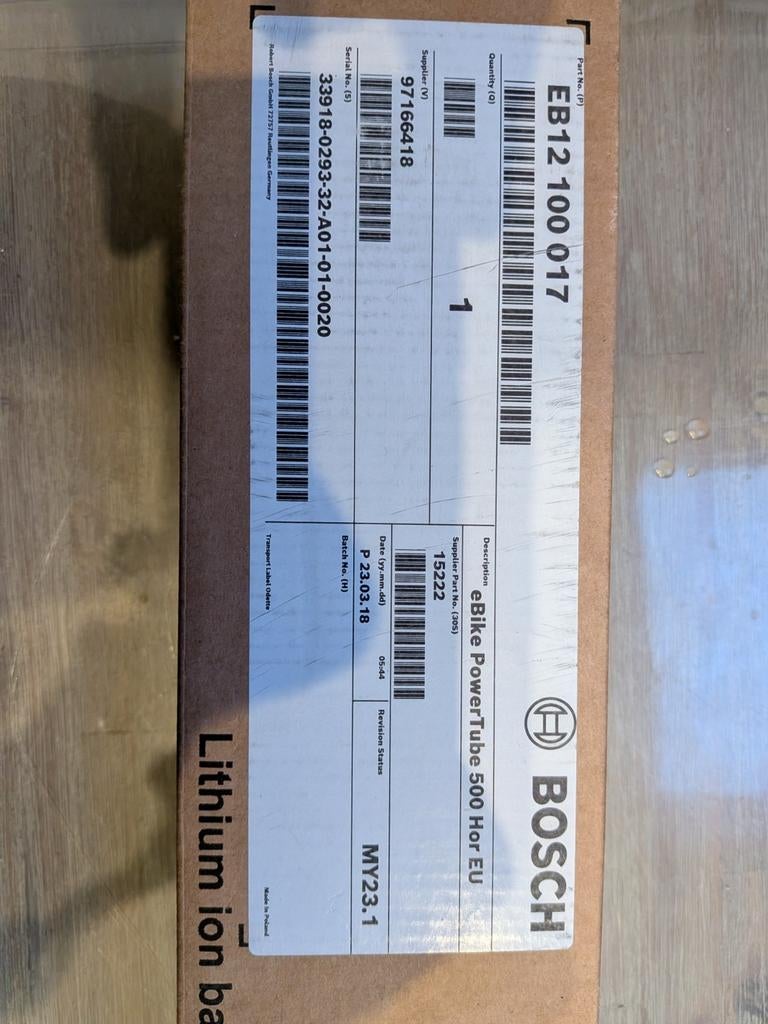 Part No. (P)
EB12 100 017
BOSCH
Quantity (Q)
1
Description
eBike PowerTube 500 Hor EU
Supplier (V)
97166418
Supplier Part No. (30S)
15222
Serial No. (S)
33918-0293-32-A01-01-0020
Date (yy.mm.dd)
P 23.03.18
05:44
Revision Status
MY23.1
Batch No. (H)
Robert Bosch GmbH 72757 Reutlingen Germany
Transport Label Odette
Made in Poland
Lithium ion ba